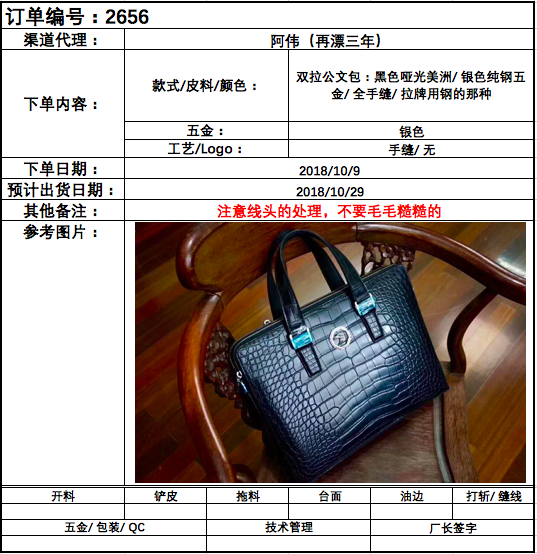 订单编号：2656
渠道代理：
阿伟（再漂三年）
下单内容：
款式/皮料/颜色：
双拉公文包：黑色哑光美洲/ 银色纯钢五
金/ 全手缝/ 拉牌用钢的那种
五金：
银色
工艺/Logo：
手缝/ 无
下单日期：
2018/10/9
预计出货日期：
2018/10/29
其他备注：
注意线头的处理，不要毛毛糙糙的
参考图片：
开料
铲皮
拖料
台面
油边
打斩/ 缝线
五金/ 包装/ QC
技术管理
厂长签字